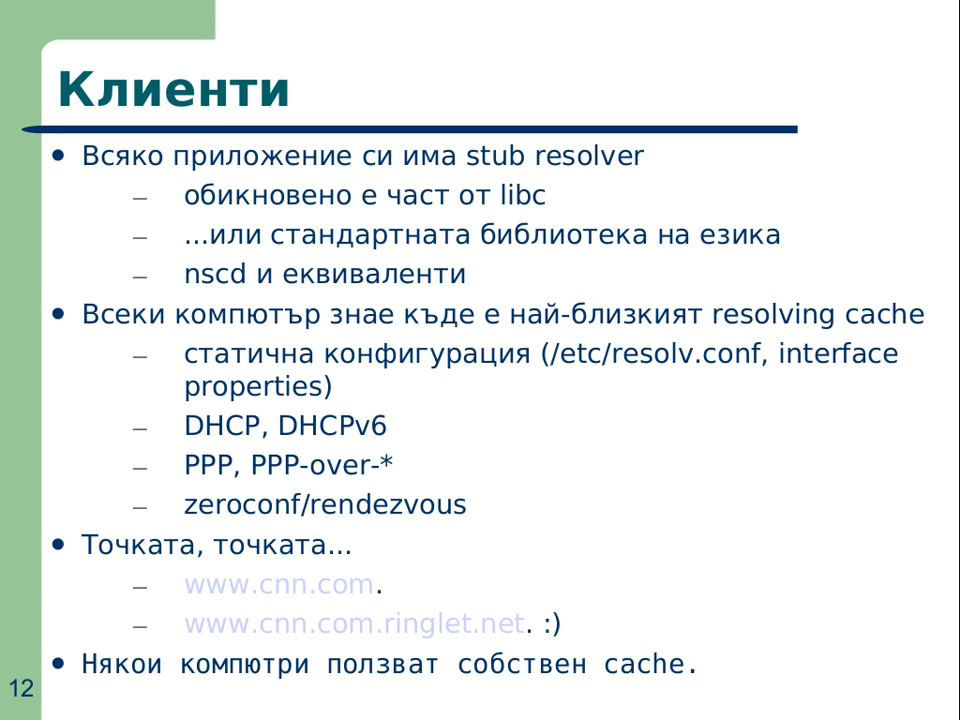 Клиенти
● Всяко приложение си има stub resolver
– обикновено е част от libc
– ...или стандартната библиотека на езика
– nscd и еквиваленти
● Всеки компютър знае къде е най-близкият resolving cache
– статична конфигурация (/etc/resolv.conf, interface
properties)
– DHCP, DHCPv6
– PPP, PPP-over-*
– zeroconf/rendezvous
● Точката, точката...
– www.cnn.com.
– www.cnn.com.ringlet.net. :)
● Някои компютри ползват собствен cache.
12